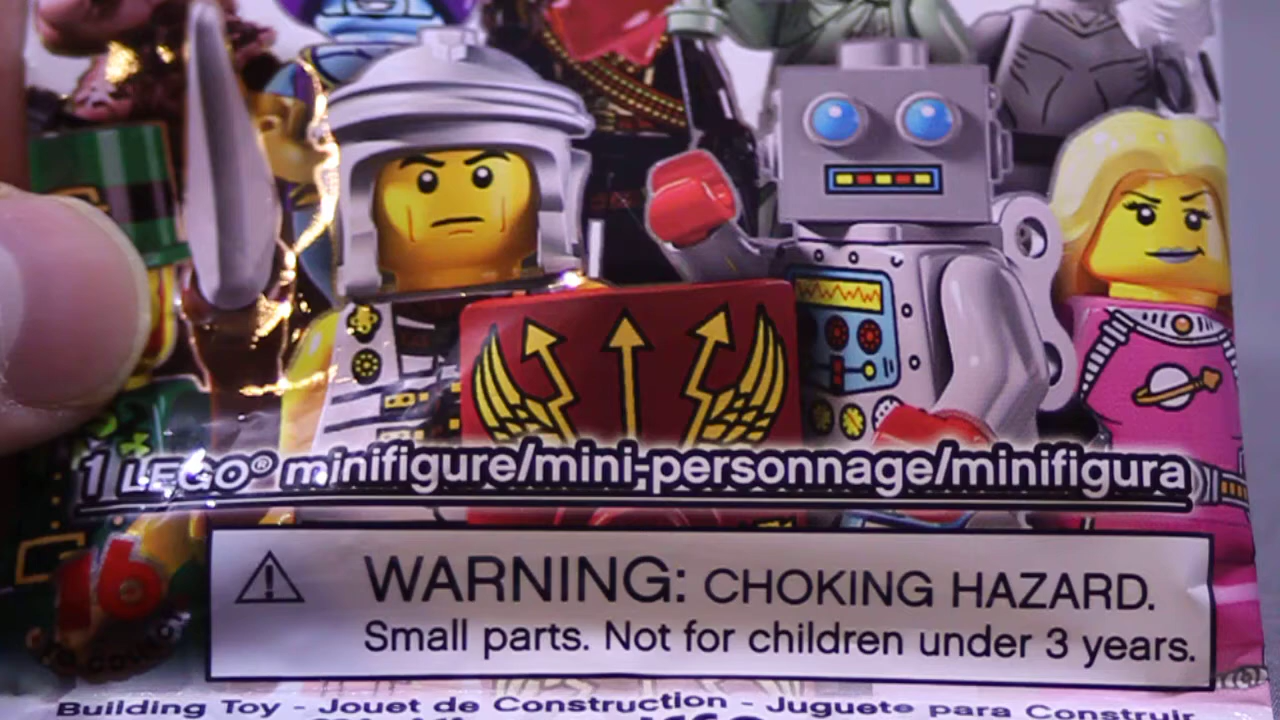 1 LEGO® minifigure/mini-personnage/minifigura
16
WARNING: CHOKING HAZARD.
Small parts. Not for children under 3 years.
Building Toy - Jouet de Construction - Juguete para Construir